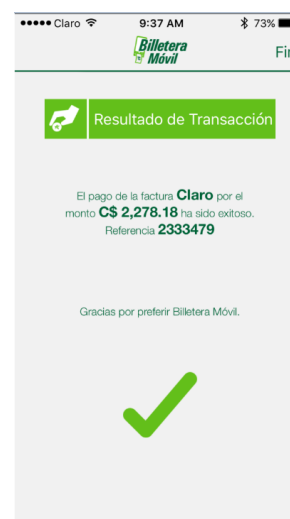 Claro 9:37 AM 73%
Billetera
Móvil
Fin
Resultado de Transacción
El pago de la factura Claro por el
monto C$ 2,278.18 ha sido exitoso.
Referencia 2333479
Gracias por preferir Billetera Móvil.